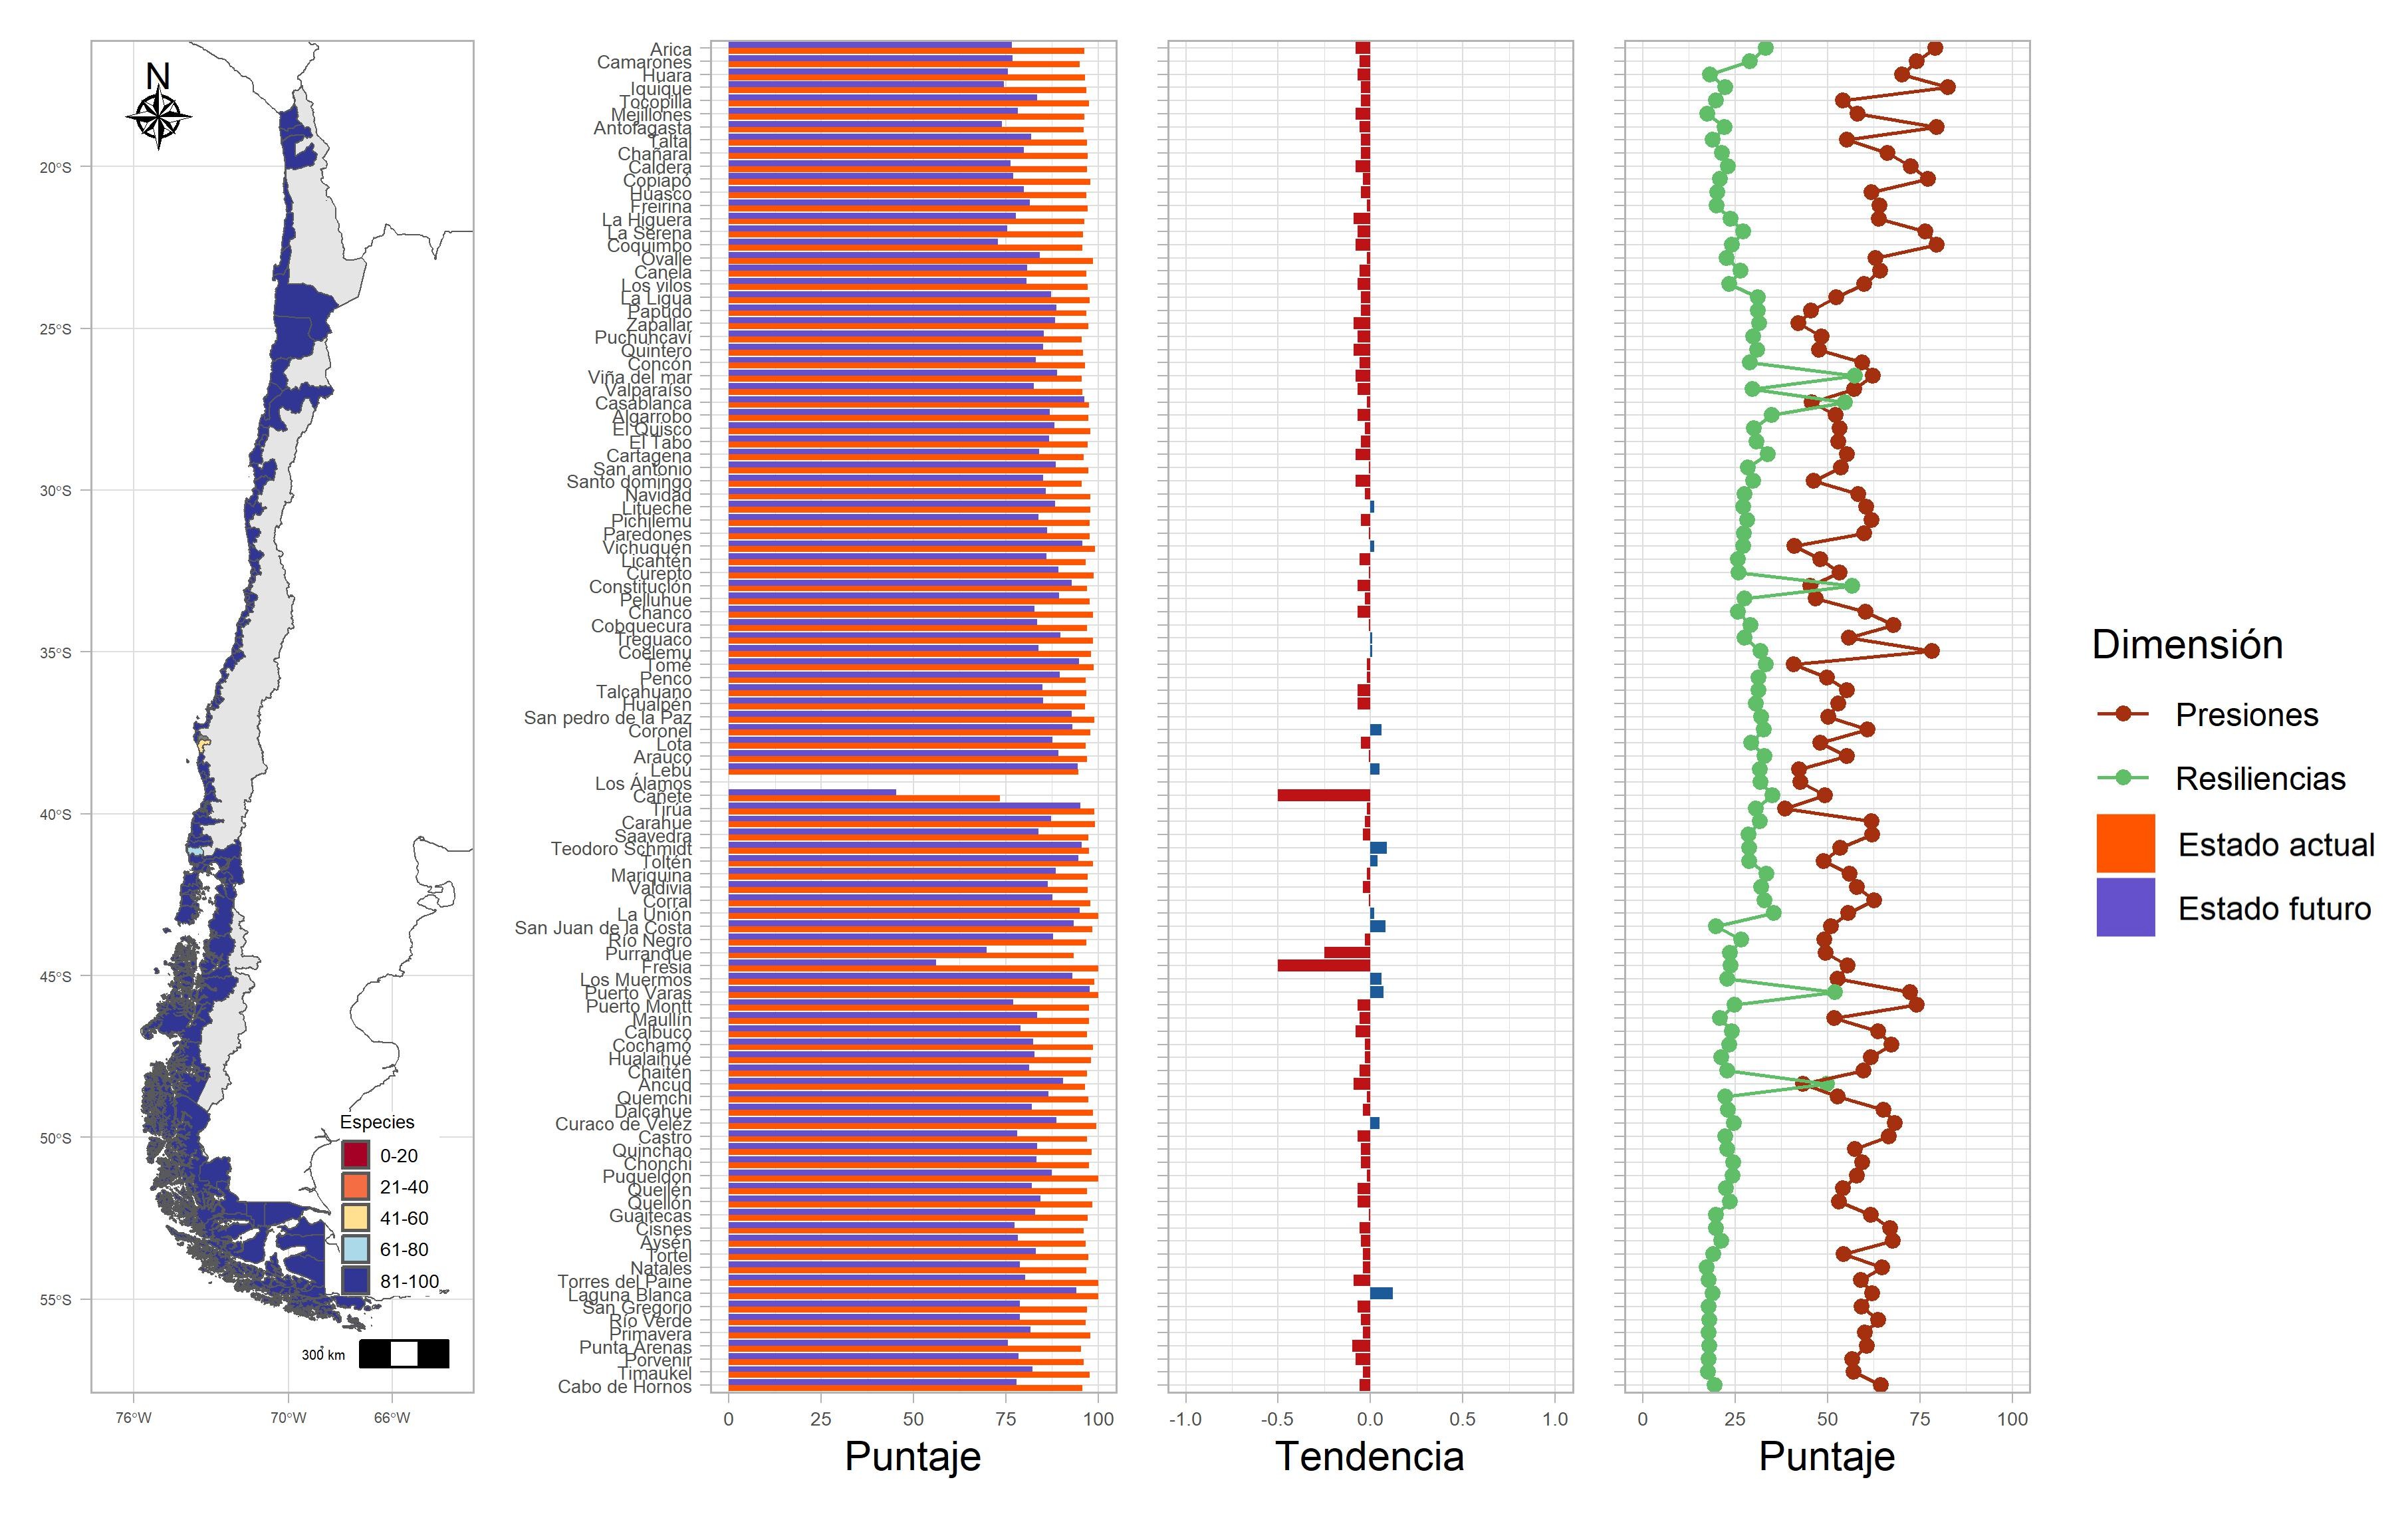 N
20°S
25°S
30°S
35°S
40°S
45°S
50°S
55°S
76°W
70°W
66°W
Especies
0-20
21-40
41-60
61-80
81-100
300 km
Arica
Camarones
Huara
Iquique
Tocopilla
Mejillones
Antofagasta
Taltal
Chañaral
Caldera
Copiapó
Huasco
Freirina
La Higuera
La Serena
Coquimbo
Ovalle
Canela
Los vilos
La Ligua
Papudo
Zapallar
Puchuncaví
Quintero
Concón
Viña del mar
Valparaíso
Casablanca
Algarrobo
El Quisco
El Tabo
Cartagena
San antonio
Santo domingo
Navidad
Litueche
Pichilemu
Paredones
Vichuquén
Licantén
Curepto
Constitución
Pelluhue
Chanco
Cobquecura
Treguaco
Coelemu
Tomé
Penco
Talcahuano
Hualpén
San pedro de la Paz
Coronel
Lota
Arauco
Lebu
Los Álamos
Cañete
Tirúa
Carahue
Saavedra
Teodoro Schmidt
Toltén
Mariquina
Valdivia
Corral
La Unión
San Juan de la Costa
Río Negro
Purranque
Fresia
Los Muermos
Puerto Varas
Puerto Montt
Maullín
Calbuco
Cochamó
Hualaihué
Chaitén
Ancud
Quemchi
Dalcahue
Curaco de Velez
Castro
Quinchao
Chonchi
Puqueldon
Queilén
Quellón
Guaitecas
Cisnes
Aysén
Tortel
Natales
Torres del Paine
Laguna Blanca
San Gregorio
Río Verde
Primavera
Punta Arenas
Porvenir
Timaukel
Cabo de Hornos
0 25 50 75 100
Puntaje
-1.0 -0.5 0.0 0.5 1.0
Tendencia
0 25 50 75 100
Puntaje
Dimensión
Presiones
Resiliencias
Estado actual
Estado futuro